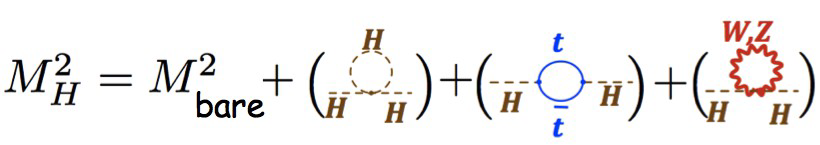 M_H^2 = M_bare^2 + ( H H H ) + ( H t t̄ H ) + ( W,Z H H )